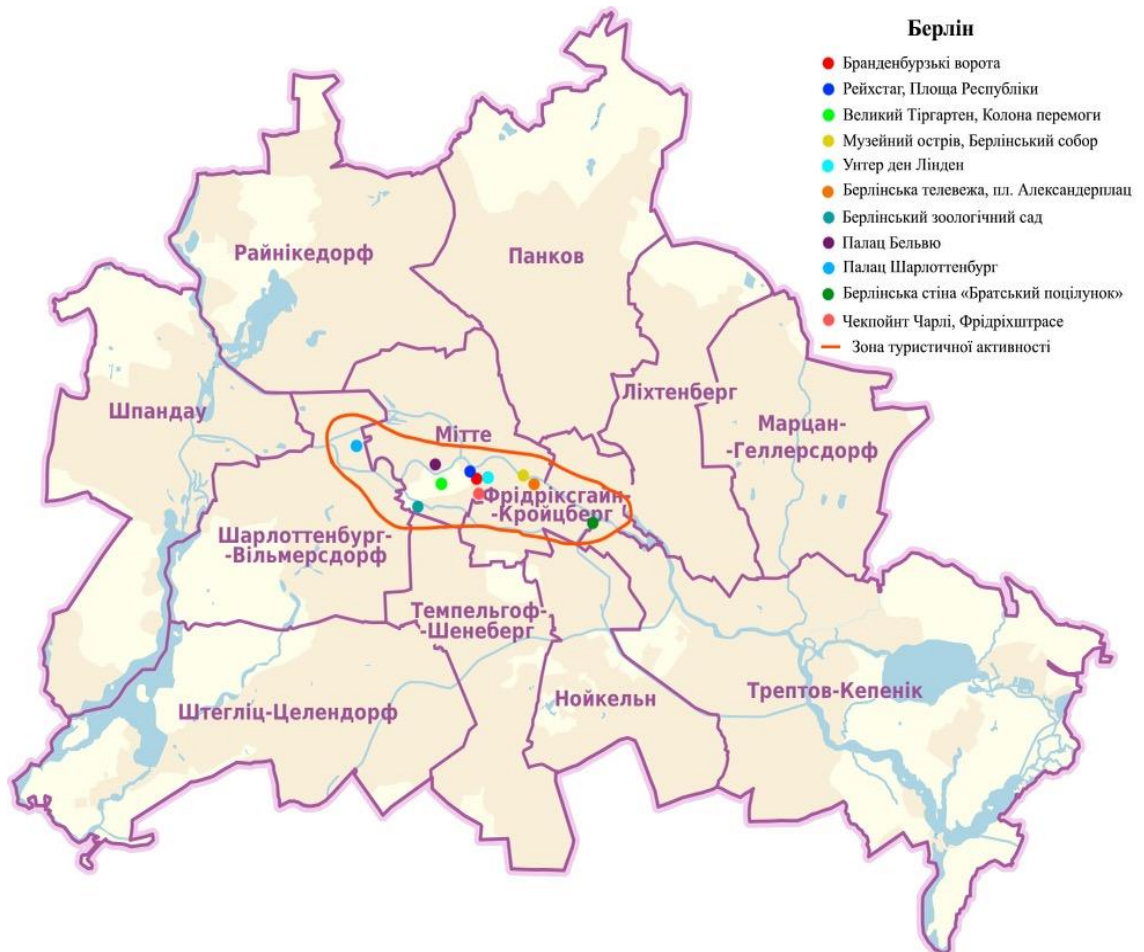 Берлін
Бранденбурзькі ворота
Рейхстаг, Площа Республіки
Великий Тіргартен, Колона перемоги
Музейний острів, Берлінський собор
Унтер ден Лінден
Берлінська телевежа, пл. Александерплац
Берлінський зоологічний сад
Палац Бельвю
Палац Шарлоттенбург
Берлінська стіна «Братський поцілунок»
Чекпойнт Чарлі, Фрідріхштрасе
Зона туристичної активності
Райнікедорф
Панков
Ліхтенберг
Шпандау
Марцан-
-Геллерсдорф
Мітте
Фрідріксгайн-
-Кройцберг
Шарлоттенбург-
-Вільмерсдорф
Темпельгоф-
-Шенеберг
Штегліц-Целендорф
Нойкельн
Трептов-Кепенік